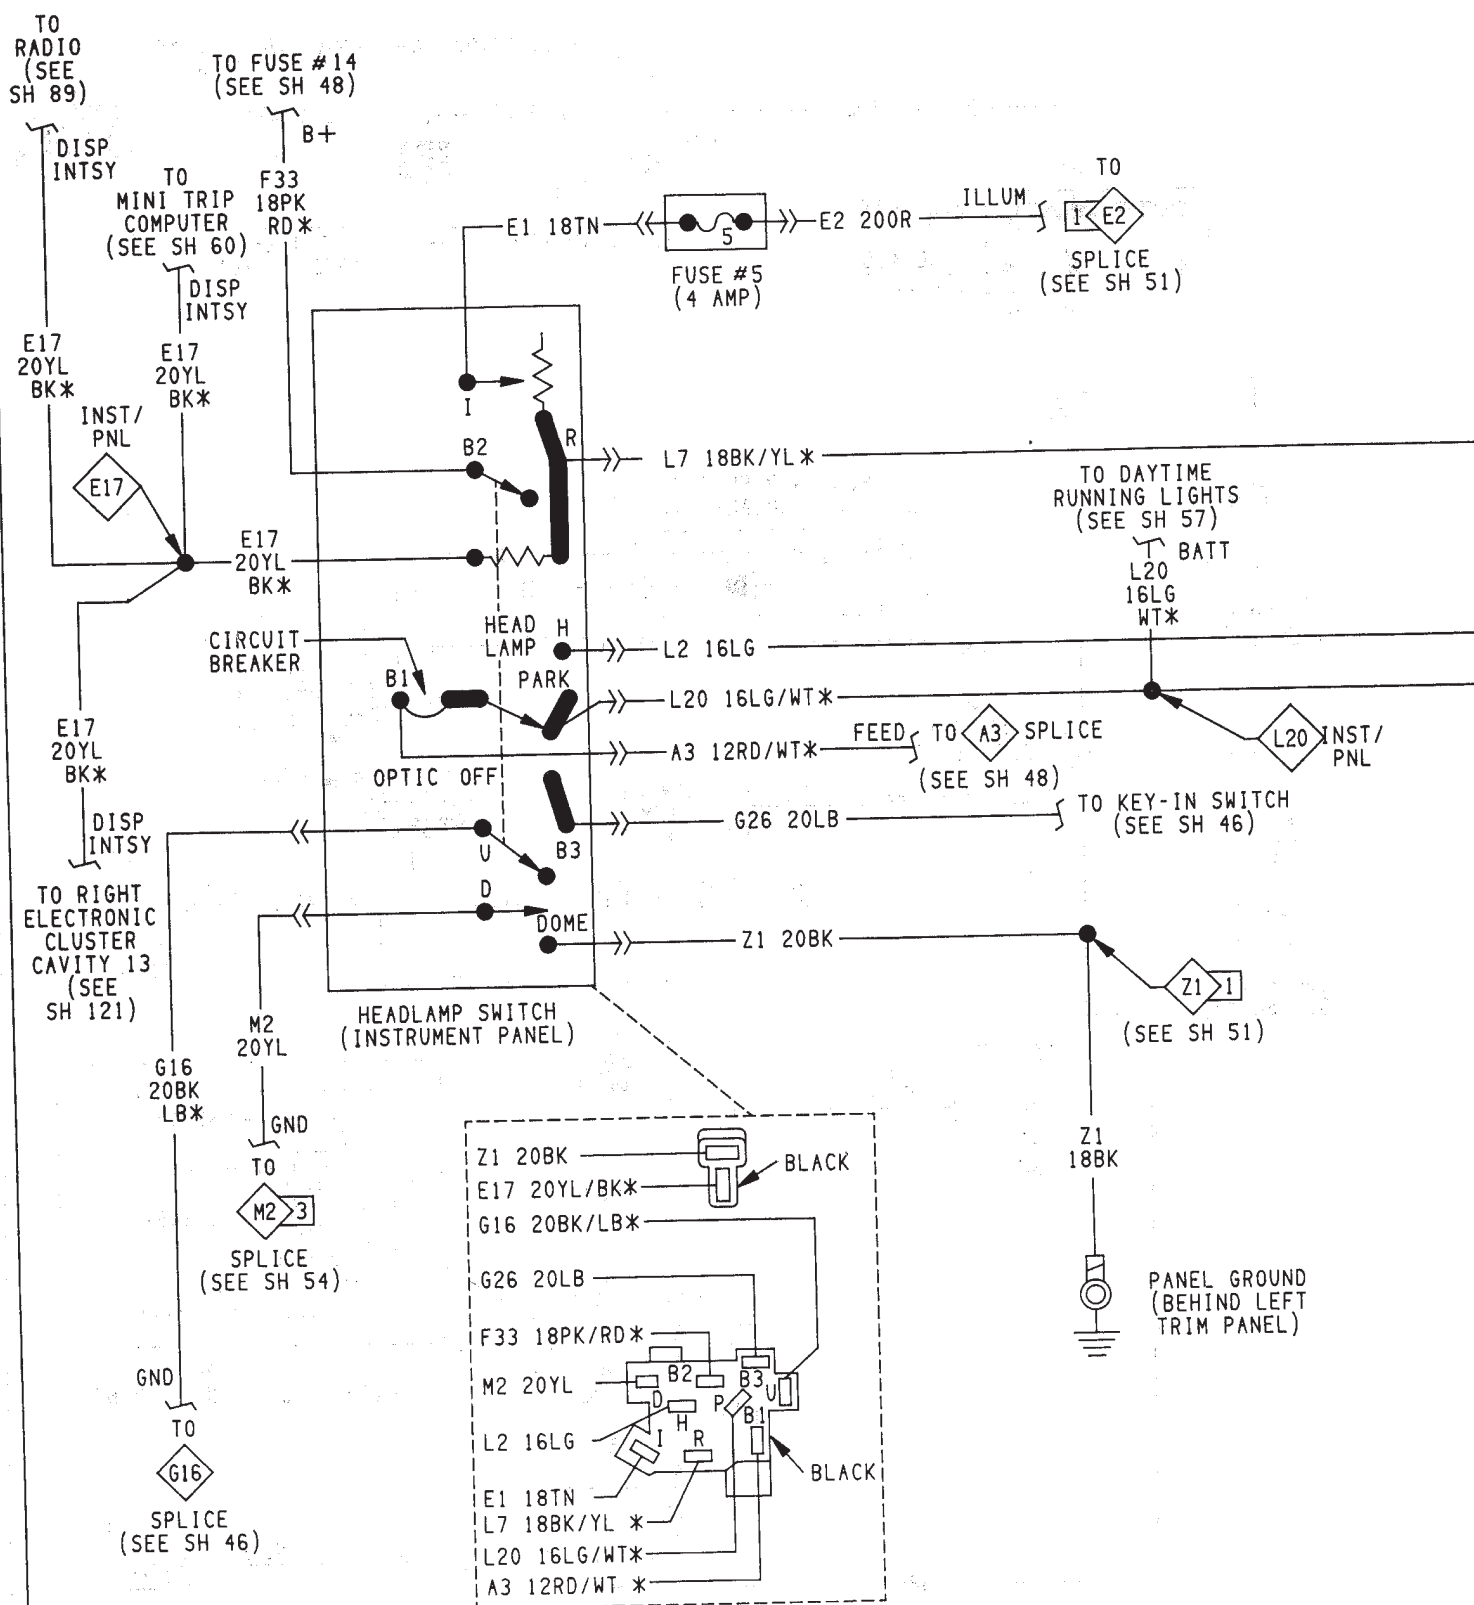 TO
RADIO
(SEE
SH 89)
DISP
INTSY
TO FUSE #14
(SEE SH 48)
B+
F33
18PK
RD*
TO
MINI TRIP
COMPUTER
(SEE SH 60)
DISP
INTSY
E1 18TN
5
FUSE #5
(4 AMP)
E2 20OR
ILLUM
TO
1 E2
SPLICE
(SEE SH 51)
E17
20YL
BK*
E17
20YL
BK*
INST/
PNL
E17
I
B2
R
L7 18BK/YL*
TO DAYTIME
RUNNING LIGHTS
(SEE SH 57)
BATT
L20
16LG
WT*
E17
20YL
BK*
CIRCUIT
BREAKER
HEAD
LAMP
H
L2 16LG
B1
PARK
L20 16LG/WT*
L20
INST/
PNL
A3 12RD/WT*
FEED
TO A3 SPLICE
(SEE SH 48)
E17
20YL
BK*
OPTIC OFF
G26 20LB
TO KEY-IN SWITCH
(SEE SH 46)
DISP
INTSY
U
B3
D
DOME
TO RIGHT
ELECTRONIC
CLUSTER
CAVITY 13
(SEE
SH 121)
Z1 20BK
Z1 1
(SEE SH 51)
HEADLAMP SWITCH
(INSTRUMENT PANEL)
M2
20YL
G16
20BK
LB*
GND
TO
M2 3
SPLICE
(SEE SH 54)
Z1
18BK
PANEL GROUND
(BEHIND LEFT
TRIM PANEL)
GND
TO
G16
SPLICE
(SEE SH 46)
Z1 20BK
BLACK
E17 20YL/BK*
G16 20BK/LB*
G26 20LB
F33 18PK/RD*
B2
B3
U
M2 20YL
D
P
H
B1
L2 16LG
I
R
BLACK
E1 18TN
L7 18BK/YL *
L20 16LG/WT*
A3 12RD/WT *